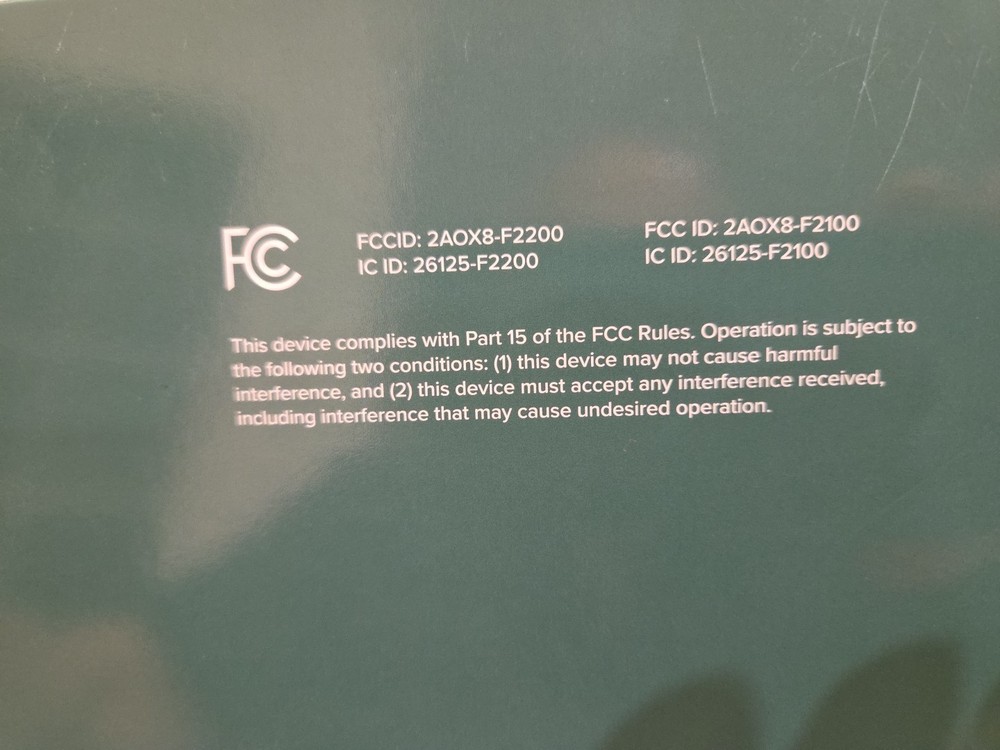 FC
FCCID: 2AOX8-F2200
IC ID: 26125-F2200
FCC ID: 2AOX8-F2100
IC ID: 26125-F2100
This device complies with Part 15 of the FCC Rules. Operation is subject to
the following two conditions: (1) this device may not cause harmful
interference, and (2) this device must accept any interference received,
including interference that may cause undesired operation.